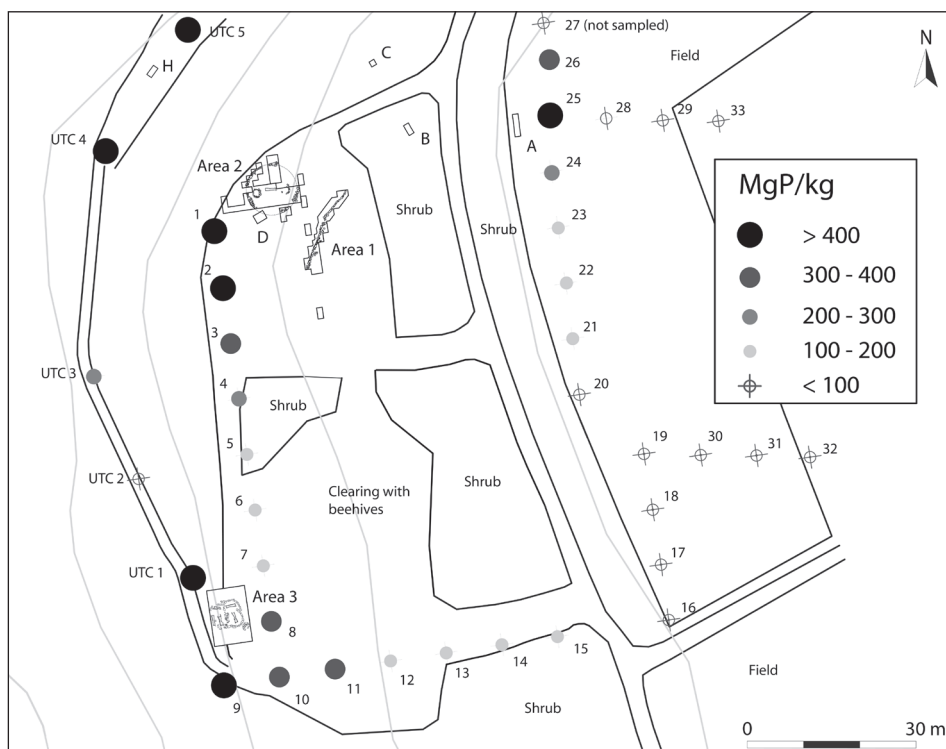 27 (not sampled)
UTC 5
C
26
Field
N
H
25
28
29
33
UTC 4
B
A
Area 2
24
MgP/kg
1
D
Shrub
Shrub
23
> 400
Area 1
2
22
300 - 400
3
21
200 - 300
100 - 200
UTC 3
4
20
< 100
Shrub
5
19
30
31
32
UTC 2
Clearing with
beehives
Shrub
6
18
7
17
UTC 1
Area 3
8
16
15
14
13
12
11
10
9
Shrub
Field
0
30 m